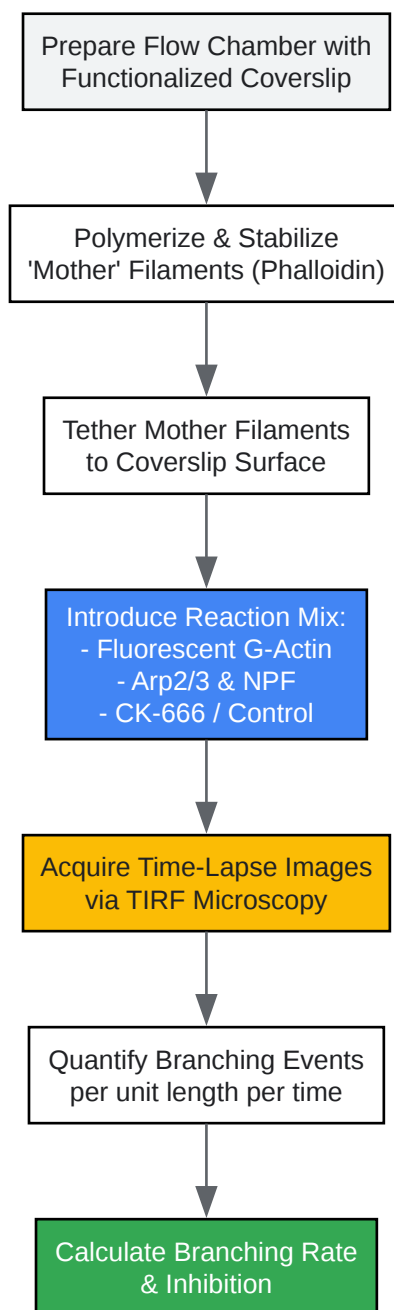 Prepare Flow Chamber with
Functionalized Coverslip
Polymerize & Stabilize
'Mother' Filaments (Phalloidin)
Tether Mother Filaments
to Coverslip Surface
Introduce Reaction Mix:
- Fluorescent G-Actin
- Arp2/3 & NPF
- CK-666 / Control
Acquire Time-Lapse Images
via TIRF Microscopy
Quantify Branching Events
per unit length per time
Calculate Branching Rate
& Inhibition